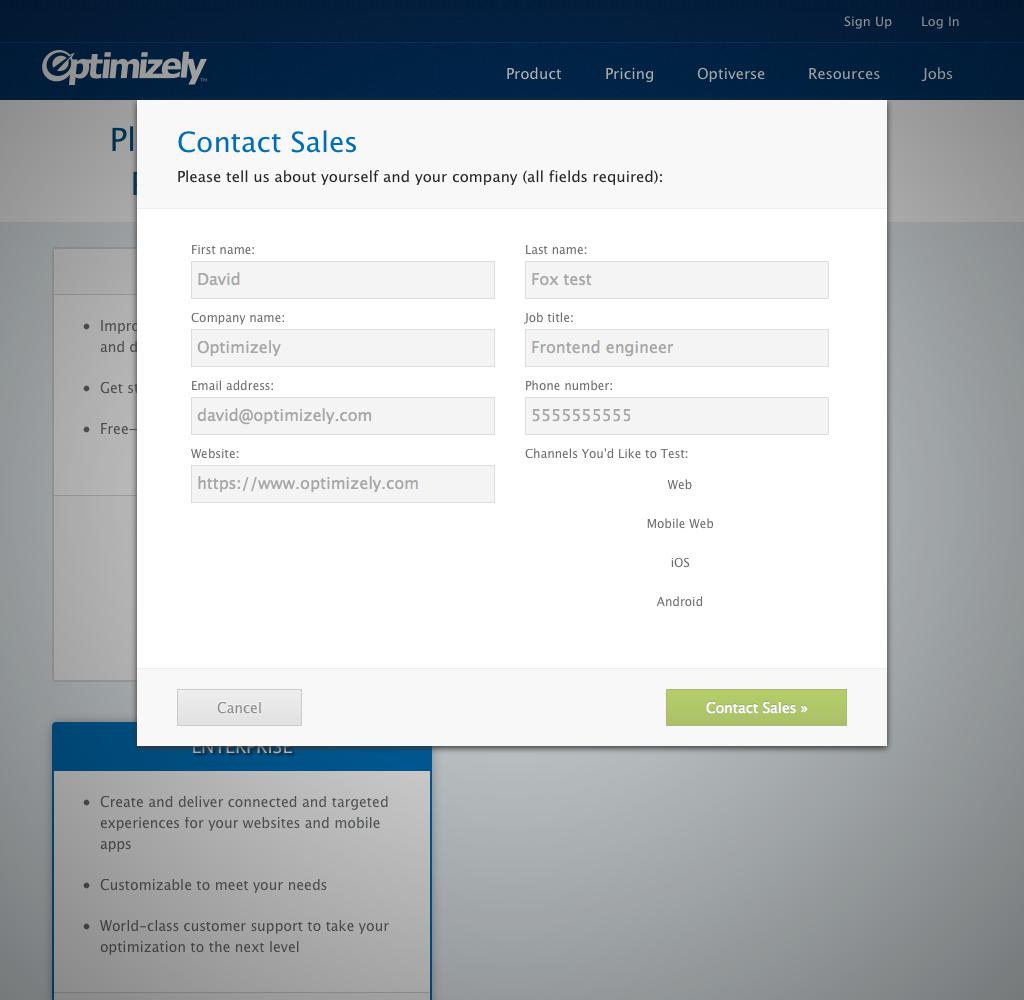 Sign Up Log In
Optimizely™
Product Pricing Optiverse Resources Jobs
Pl
Contact Sales
Please tell us about yourself and your company (all fields required):
First name: Last name:
David Fox test
Company name: Job title:
Optimizely Frontend engineer
Email address: Phone number:
david@optimizely.com 5555555555
Website: Channels You'd Like to Test:
https://www.optimizely.com
Web
Mobile Web
iOS
Android
Impro
and d
Get st
Free-
Cancel Contact Sales »
ENTERPRISE
• Create and deliver connected and targeted
experiences for your websites and mobile
apps
• Customizable to meet your needs
• World-class customer support to take your
optimization to the next level